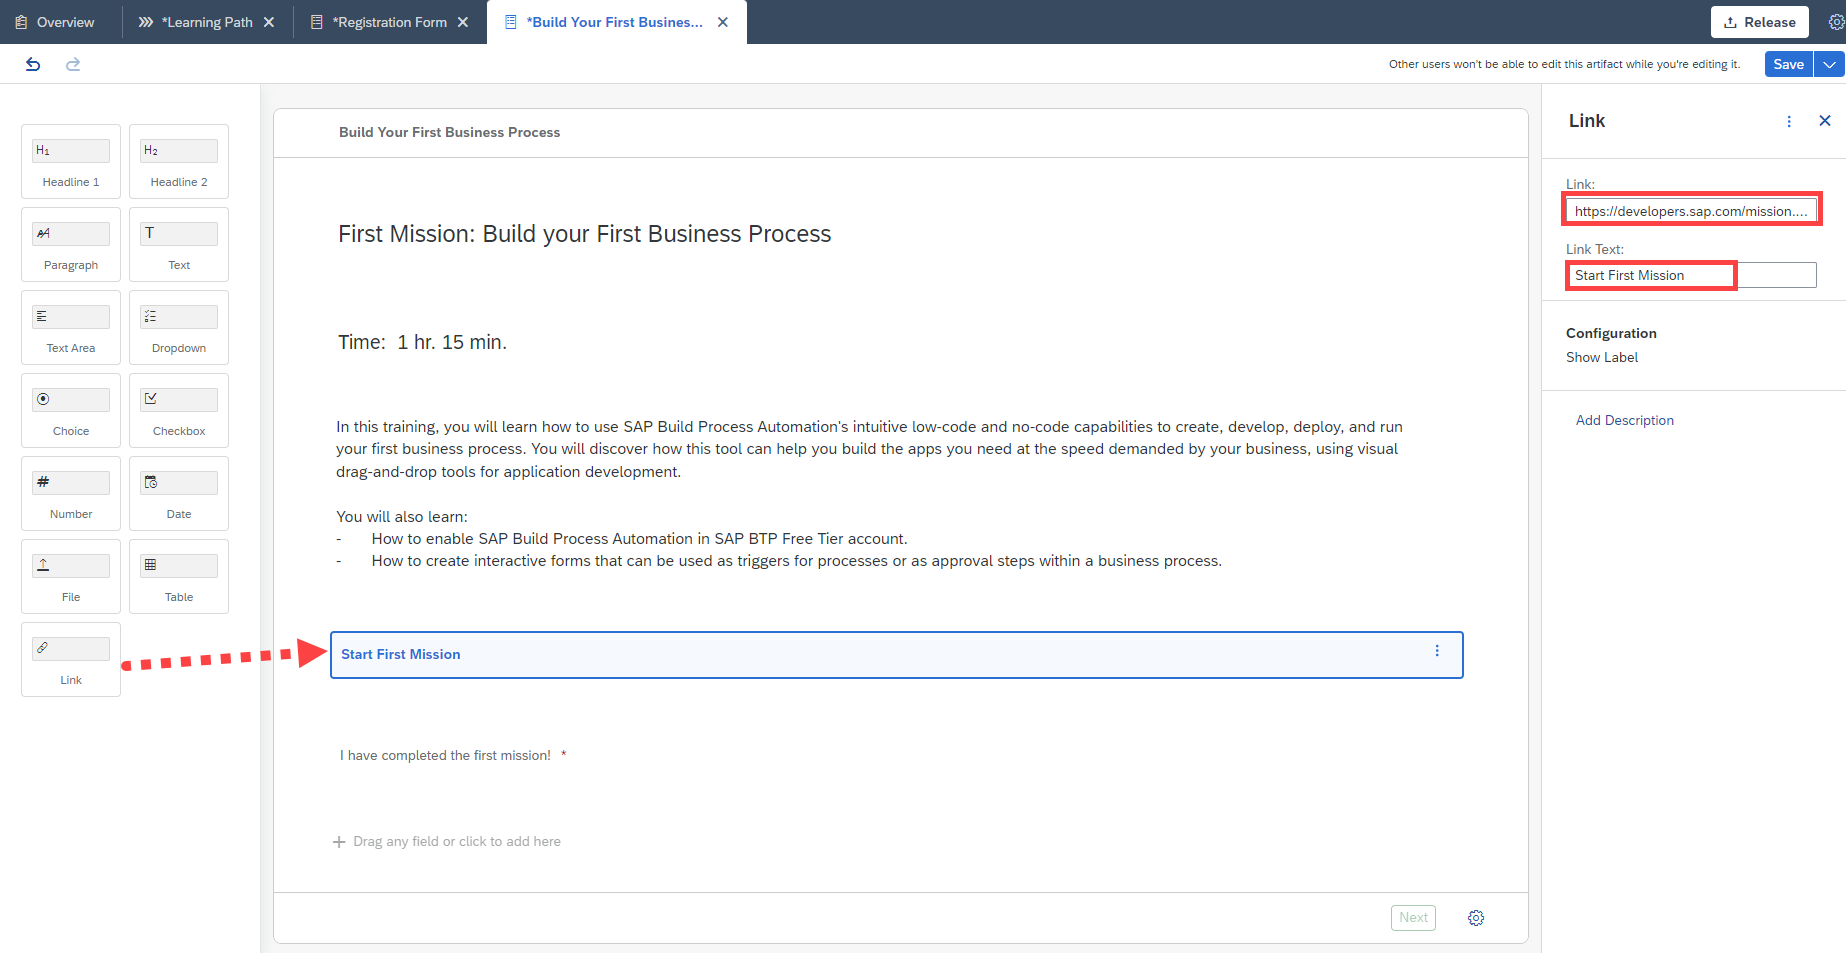 Overview
*Learning Path
*Registration Form
*Build Your First Busines...
Release
Other users won't be able to edit this artifact while you're editing it.
Save
H1
Headline 1
H2
Headline 2
Paragraph
T
Text
Text Area
Dropdown
Choice
Checkbox
#
Number
Date
File
Table
Link
Build Your First Business Process
First Mission: Build your First Business Process
Time:  1 hr. 15 min.
In this training, you will learn how to use SAP Build Process Automation's intuitive low-code and no-code capabilities to create, develop, deploy, and run
your first business process. You will discover how this tool can help you build the apps you need at the speed demanded by your business, using visual
drag-and-drop tools for application development.
You will also learn:
- How to enable SAP Build Process Automation in SAP BTP Free Tier account.
- How to create interactive forms that can be used as triggers for processes or as approval steps within a business process.
Start First Mission
I have completed the first mission! *
Drag any field or click to add here
Next
Link
Link:
https://developers.sap.com/mission....
Link Text:
Start First Mission
Configuration
Show Label
Add Description